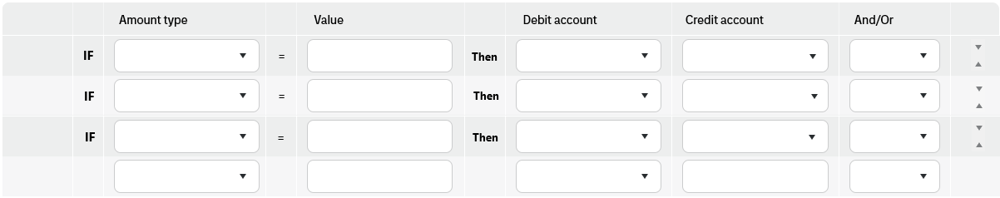 Amount type Value Debit account Credit account And/Or
IF = Then
IF = Then
IF = Then